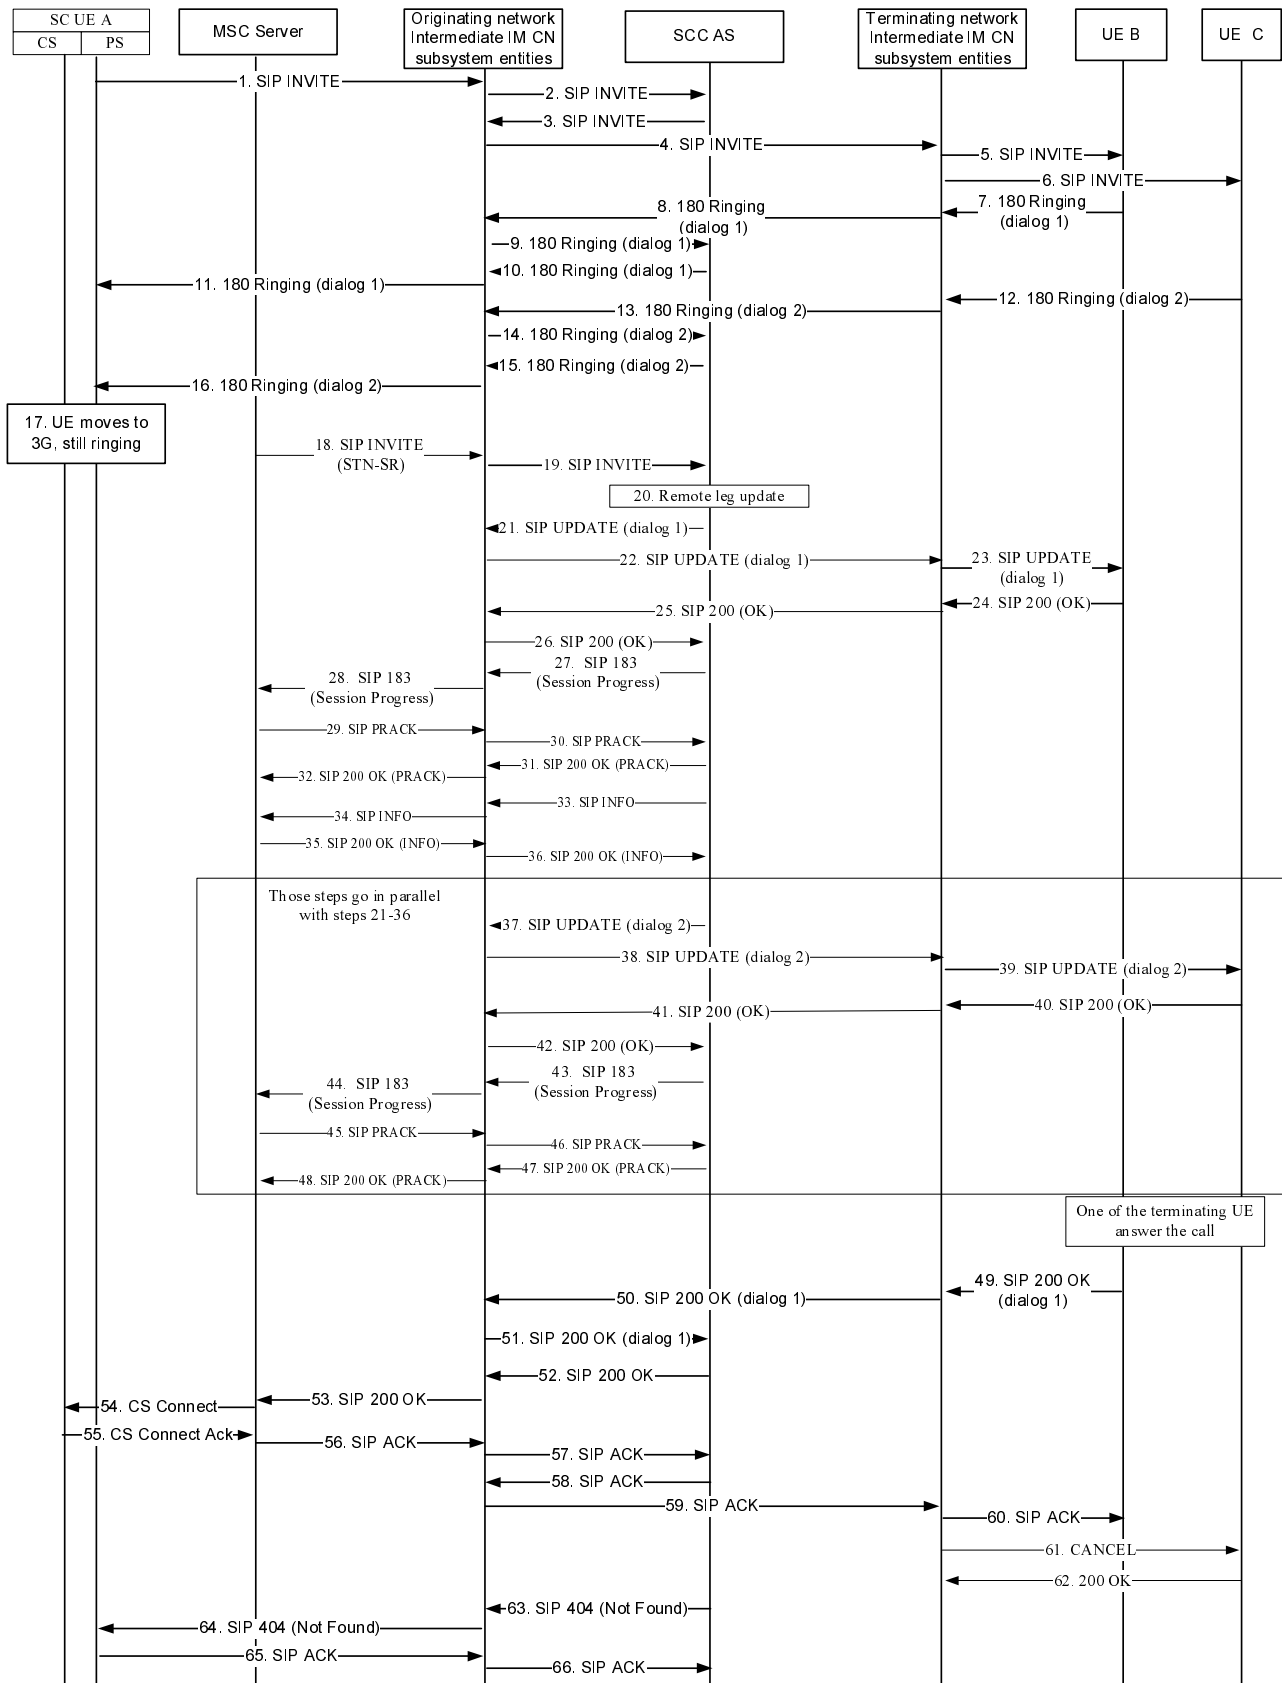 SC UE A
CS
PS
MSC Server
Originating network
Intermediate IM CN
subsystem entities
SCC AS
Terminating network
Intermediate IM CN
subsystem entities
UE B
UE C
1. SIP INVITE
2. SIP INVITE
3. SIP INVITE
4. SIP INVITE
5. SIP INVITE
6. SIP INVITE
7. 180 Ringing
(dialog 1)
8. 180 Ringing
(dialog 1)
9. 180 Ringing (dialog 1)
10. 180 Ringing (dialog 1)
11. 180 Ringing (dialog 1)
12. 180 Ringing (dialog 2)
13. 180 Ringing (dialog 2)
14. 180 Ringing (dialog 2)
15. 180 Ringing (dialog 2)
16. 180 Ringing (dialog 2)
17. UE moves to
3G, still ringing
18. SIP INVITE
(STN-SR)
19. SIP INVITE
20. Remote leg update
21. SIP UPDATE (dialog 1)
22. SIP UPDATE (dialog 1)
23. SIP UPDATE
(dialog 1)
24. SIP 200 (OK)
25. SIP 200 (OK)
26. SIP 200 (OK)
27. SIP 183
(Session Progress)
28. SIP 183
(Session Progress)
29. SIP PRACK
30. SIP PRACK
31. SIP 200 OK (PRACK)
32. SIP 200 OK (PRACK)
33. SIP INFO
34. SIP INFO
35. SIP 200 OK (INFO)
36. SIP 200 OK (INFO)
Those steps go in parallel
with steps 21-36
37. SIP UPDATE (dialog 2)
38. SIP UPDATE (dialog 2)
39. SIP UPDATE (dialog 2)
40. SIP 200 (OK)
41. SIP 200 (OK)
42. SIP 200 (OK)
43. SIP 183
(Session Progress)
44. SIP 183
(Session Progress)
45. SIP PRACK
46. SIP PRACK
47. SIP 200 OK (PRACK)
48. SIP 200 OK (PRACK)
One of the terminating UE
answer the call
49. SIP 200 OK
(dialog 1)
50. SIP 200 OK (dialog 1)
51. SIP 200 OK (dialog 1)
52. SIP 200 OK
53. SIP 200 OK
54. CS Connect
55. CS Connect Ack
56. SIP ACK
57. SIP ACK
58. SIP ACK
59. SIP ACK
60. SIP ACK
61. CANCEL
62. 200 OK
63. SIP 404 (Not Found)
64. SIP 404 (Not Found)
65. SIP ACK
66. SIP ACK